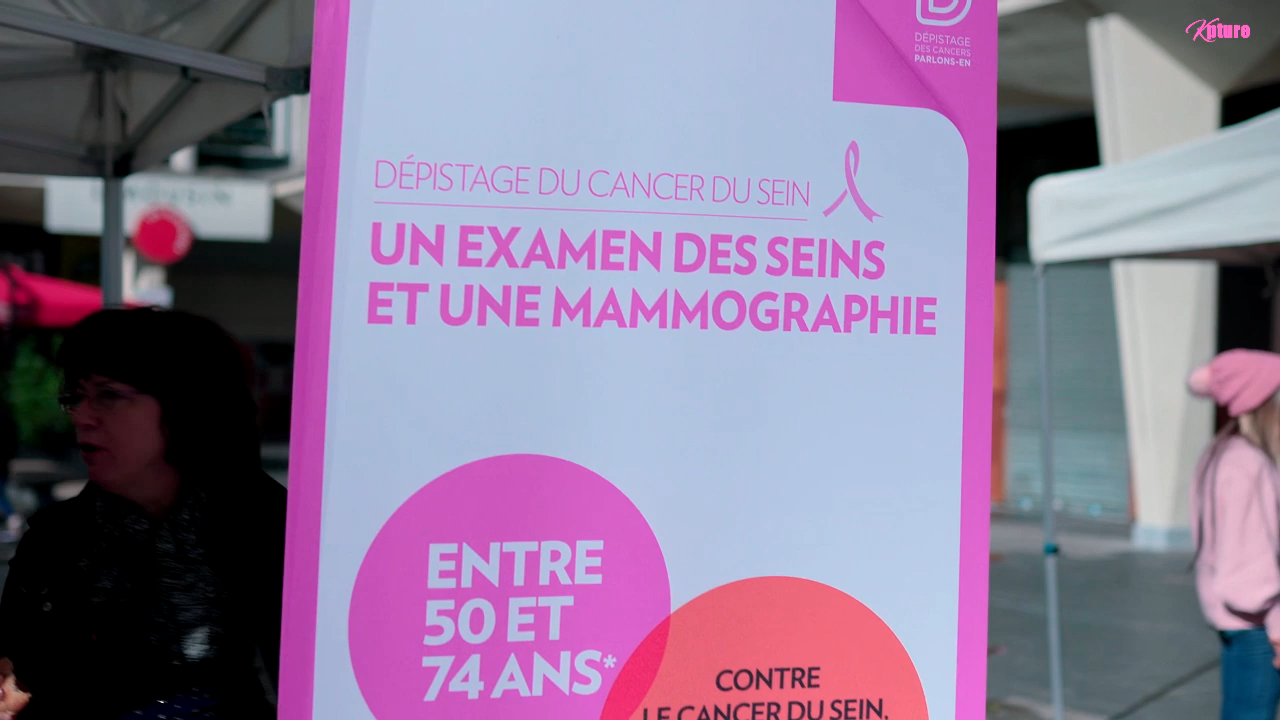 Kpture
DÉPISTAGE
DES CANCERS
PARLONS-EN
DÉPISTAGE DU CANCER DU SEIN
UN EXAMEN DES SEINS
ET UNE MAMMOGRAPHIE
ENTRE
50 ET
74 ANS*
CONTRE
LE CANCER DU SEIN,